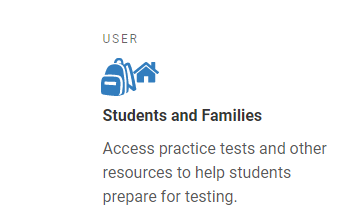 USER
Students and Families
Access practice tests and other
resources to help students
prepare for testing.